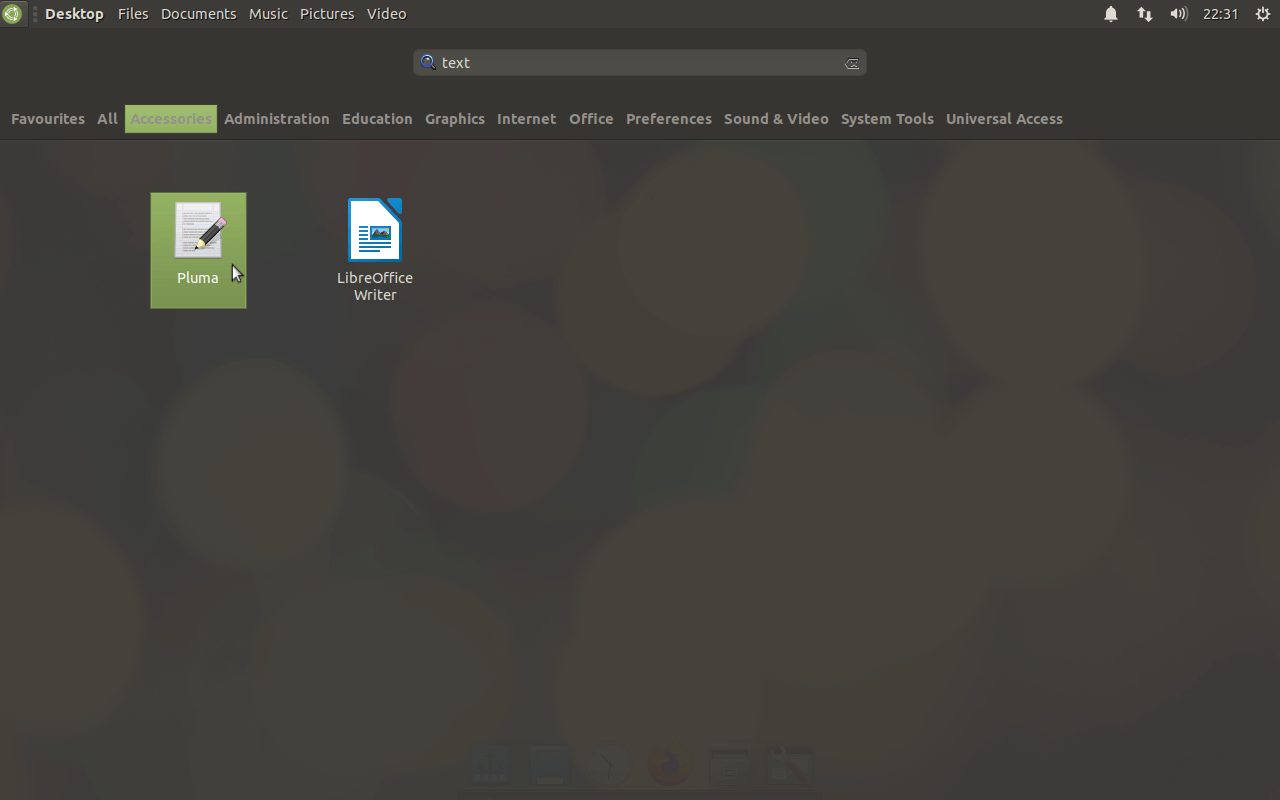 Desktop Files Documents Music Pictures Video 22:31
text
Favourites All Accessories Administration Education Graphics Internet Office Preferences Sound & Video System Tools Universal Access
Pluma
LibreOffice
Writer